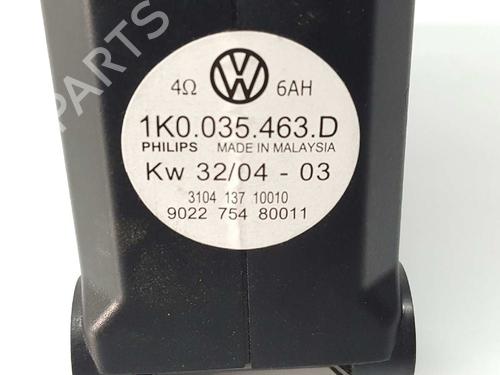 PARTS
4Ω VW 6AH
1K0.035.463.D
PHILIPS MADE IN MALAYSIA
Kw 32/04 - 03
3104 137 10010
9022 754 80011